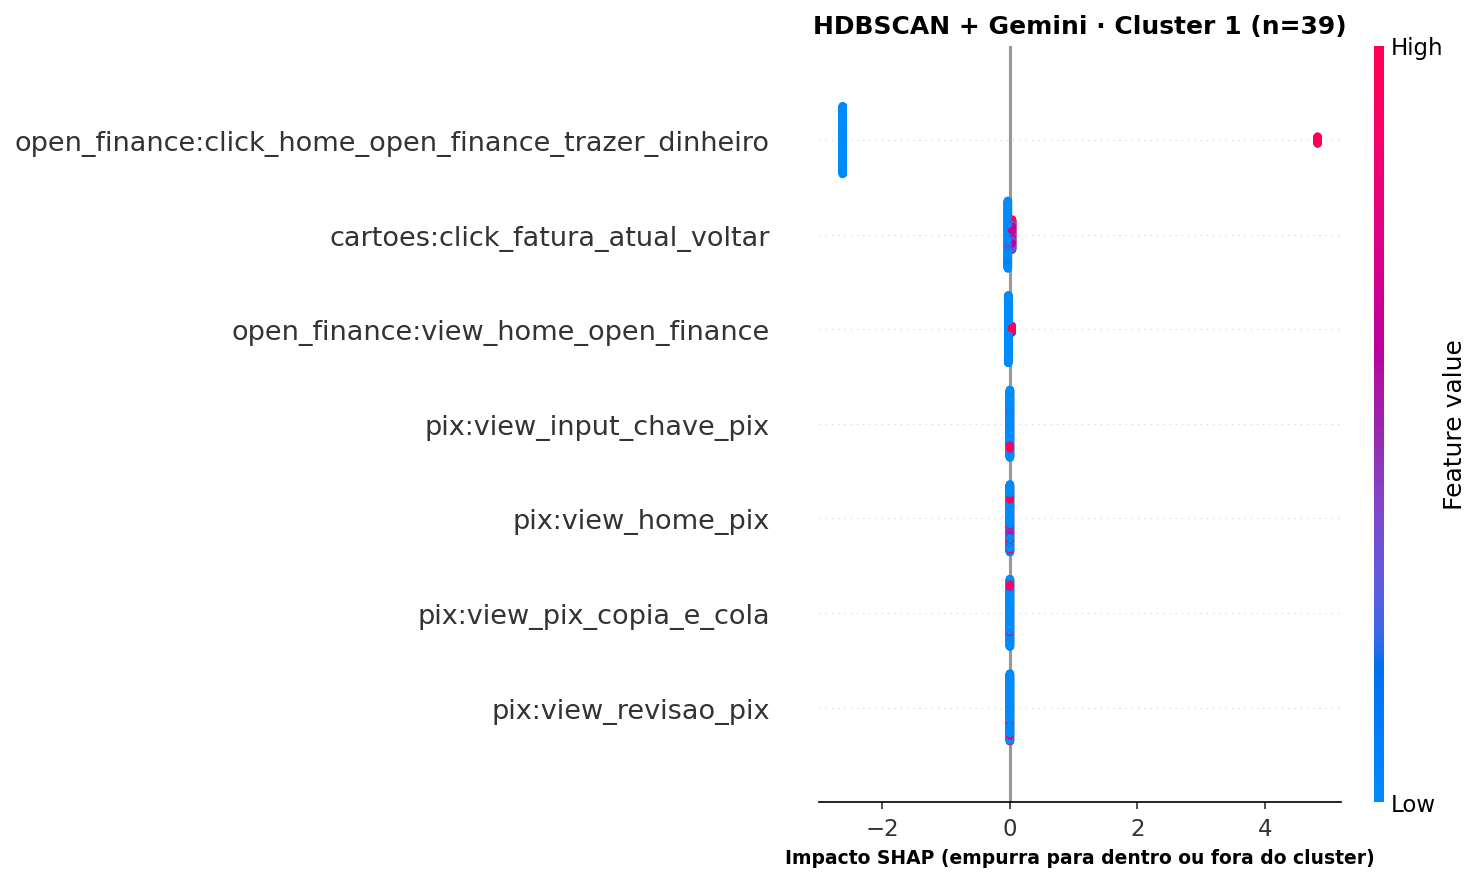 HDBSCAN + Gemini · Cluster 1 (n=39)
High
open_finance:click_home_open_finance_trazer_dinheiro
cartoes:click_fatura_atual_voltar
open_finance:view_home_open_finance
pix:view_input_chave_pix
pix:view_home_pix
pix:view_pix_copia_e_cola
pix:view_revisao_pix
Feature value
Low
−2 0 2 4
Impacto SHAP (empurra para dentro ou fora do cluster)